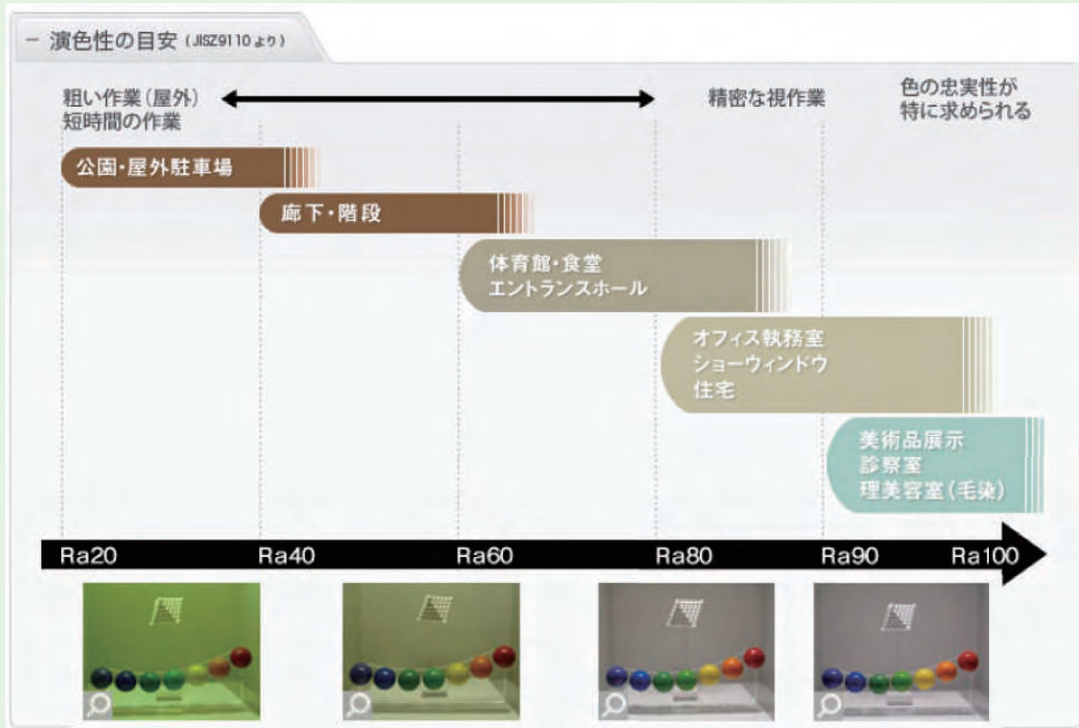 − 演色性の目安 (JISZ9110より)
粗い作業(屋外)
短時間の作業
精密な視作業
色の忠実性が
特に求められる
公園・屋外駐車場
廊下・階段
体育館・食堂
エントランスホール
オフィス執務室
ショーウィンドウ
住宅
美術品展示
診察室
理美容室(毛染)
Ra20 Ra40 Ra60 Ra80 Ra90 Ra100